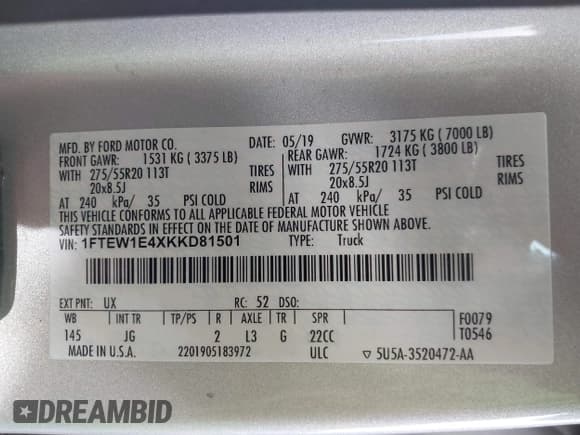 MFD. BY FORD MOTOR CO. DATE: 05/19 GVWR: 3175 KG ( 7000 LB)
FRONT GAWR: 1531 KG ( 3375 LB) REAR GAWR: 1724 KG ( 3800 LB)
WITH 275/55R20 113T TIRES WITH 275/55R20 113T TIRES
20x8.5J RIMS 20x8.5J RIMS
AT 240 kPa/ 35 PSI COLD AT 240 kPa/ 35 PSI COLD
THIS VEHICLE CONFORMS TO ALL APPLICABLE FEDERAL MOTOR VEHICLE
SAFETY STANDARDS IN EFFECT ON THE DATE OF MANUFACTURE SHOWN ABOVE.
VIN: 1FTEW1E4XKKD81501 TYPE: Truck
EXT PNT: UX RC: 52 DSO:
WB INT TR TP/PS R AXLE TR SPR F0079
145 JG 2 L3 G 22CC T0546
MADE IN U.S.A. 2201905183972 ULC ▽ 5U5A-3520472-AA
DREAMBID